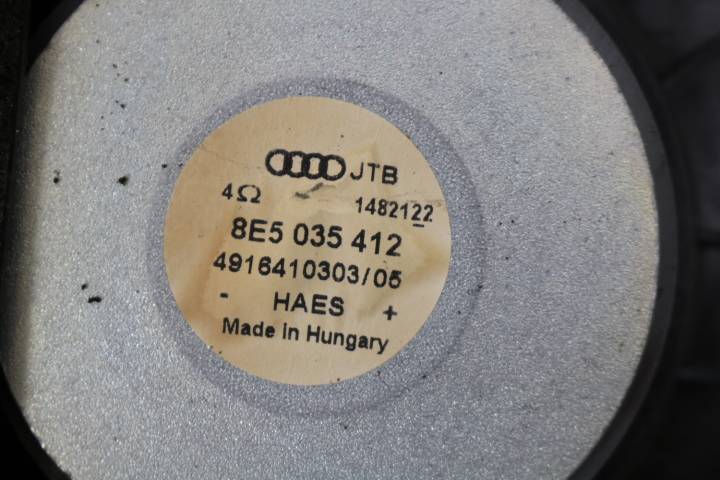 JTB
4Ω 1482122
8E5 035 412
4916410303/05
- HAES +
Made in Hungary